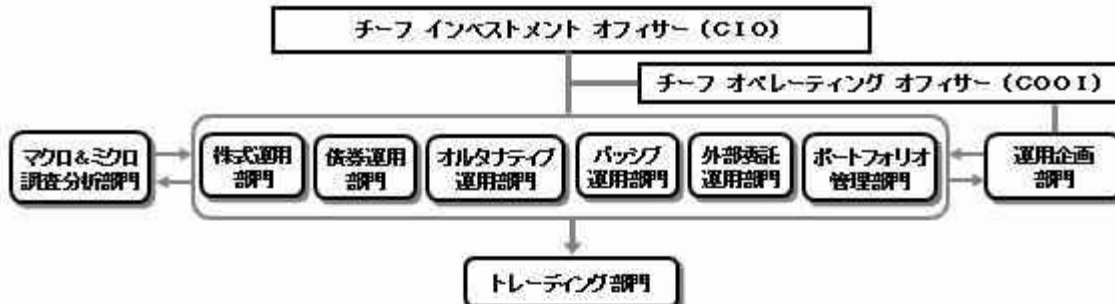 チーフ インベストメント オフィサー (CIO)
チーフ オペレーティング オフィサー (COOI)
マクロ&ミクロ
調査分析部門
株式運用
部門
債券運用
部門
オルタナティブ
運用部門
パッシブ
運用部門
外部委託
運用部門
ポートフォリオ
管理部門
運用企画
部門
トレーディング部門